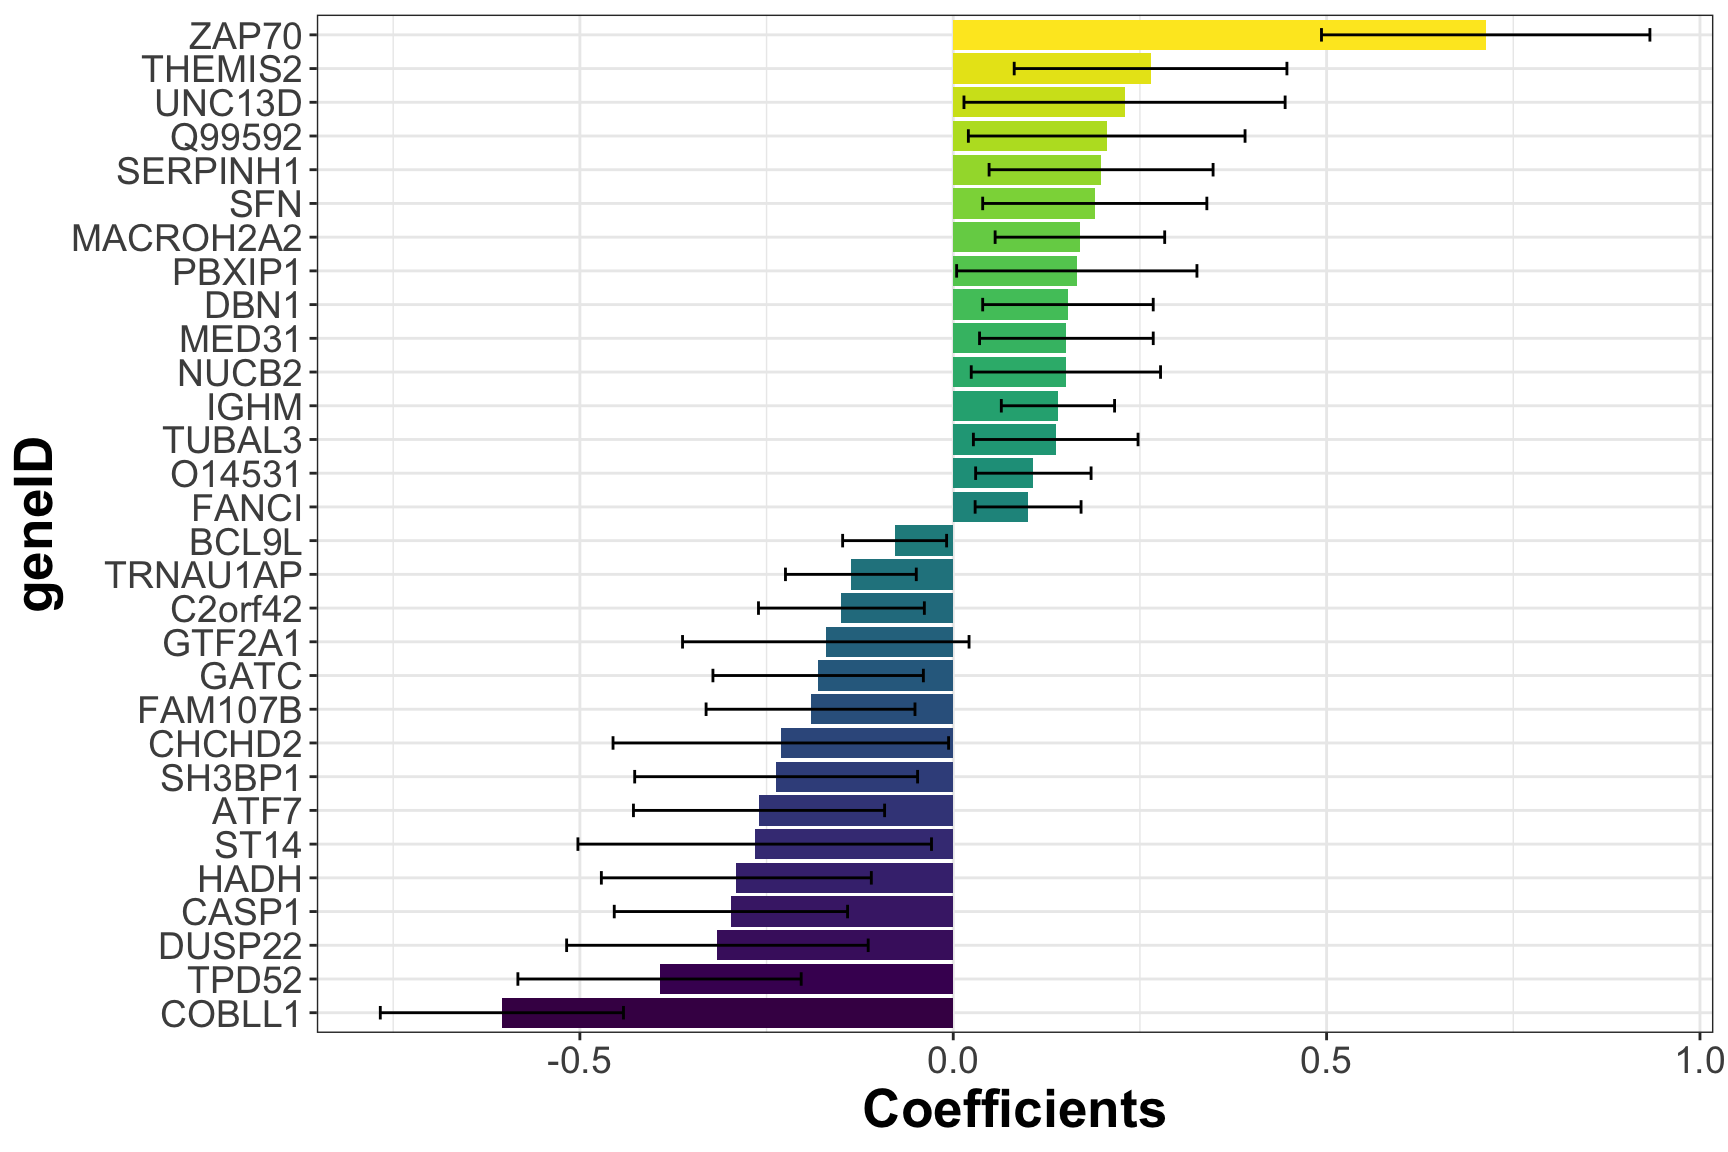 ZAP70
THEMIS2
UNC13D
Q99592
SERPINH1
SFN
MACROH2A2
PBXIP1
DBN1
MED31
NUCB2
IGHM
TUBAL3
O14531
FANCI
BCL9L
TRNAU1AP
C2orf42
GTF2A1
GATC
FAM107B
CHCHD2
SH3BP1
ATF7
ST14
HADH
CASP1
DUSP22
TPD52
COBLL1
geneID
-0.5 0.0 0.5 1.0
Coefficients